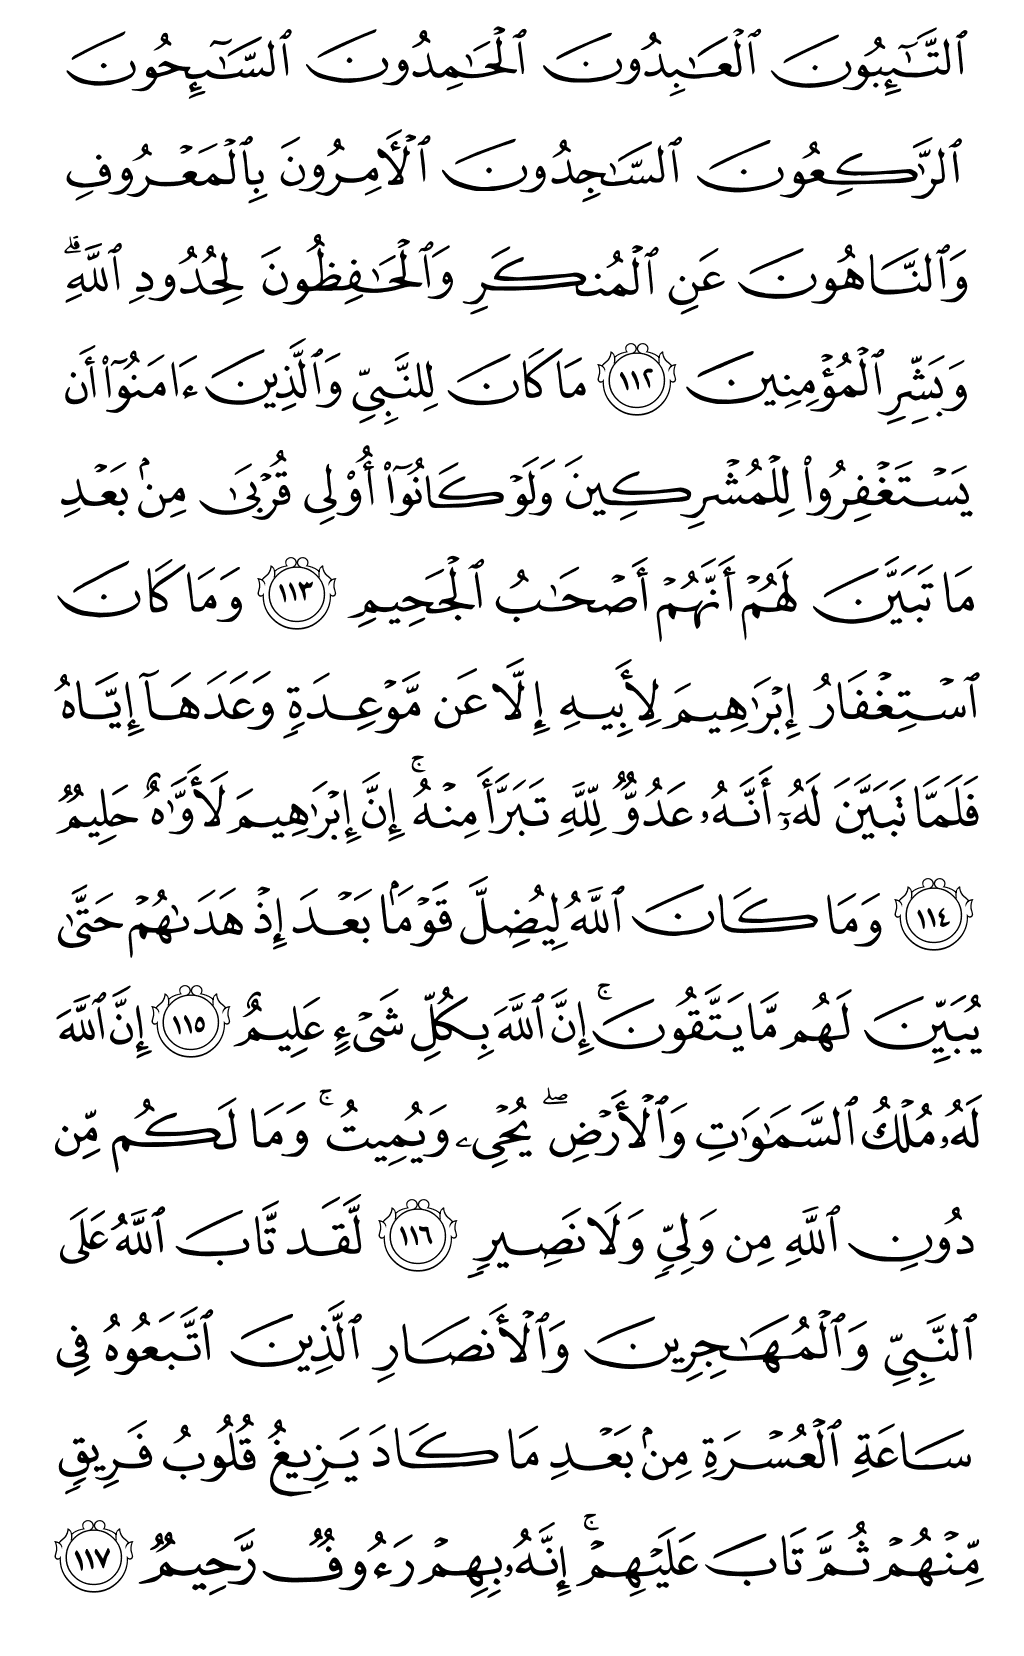 ٱلتَّٰٓئِبُونَ ٱلۡعَٰبِدُونَ ٱلۡحَٰمِدُونَ ٱلسَّٰٓئِحُونَ
ٱلرَّٰكِعُونَ ٱلسَّٰجِدُونَ ٱلۡأٓمِرُونَ بِٱلۡمَعۡرُوفِ
وَٱلنَّاهُونَ عَنِ ٱلۡمُنكَرِ وَٱلۡحَٰفِظُونَ لِحُدُودِ ٱللَّهِۗ
وَبَشِّرِ ٱلۡمُؤۡمِنِينَ ١١٢ مَا كَانَ لِلنَّبِيِّ وَٱلَّذِينَ ءَامَنُوٓاْ أَن
يَسۡتَغۡفِرُواْ لِلۡمُشۡرِكِينَ وَلَوۡ كَانُوٓاْ أُوْلِي قُرۡبَىٰ مِنۢ بَعۡدِ
مَا تَبَيَّنَ لَهُمۡ أَنَّهُمۡ أَصۡحَٰبُ ٱلۡجَحِيمِ ١١٣ وَمَا كَانَ
ٱسۡتِغۡفَارُ إِبۡرَٰهِيمَ لِأَبِيهِ إِلَّا عَن مَّوۡعِدَةٖ وَعَدَهَآ إِيَّاهُ
فَلَمَّا تَبَيَّنَ لَهُۥٓ أَنَّهُۥ عَدُوّٞ لِّلَّهِ تَبَرَّأَ مِنۡهُۚ إِنَّ إِبۡرَٰهِيمَ لَأَوَّٰهٌ حَلِيمٞ
١١٤ وَمَا كَانَ ٱللَّهُ لِيُضِلَّ قَوۡمَۢا بَعۡدَ إِذۡ هَدَىٰهُمۡ حَتَّىٰ
يُبَيِّنَ لَهُم مَّا يَتَّقُونَۚ إِنَّ ٱللَّهَ بِكُلِّ شَيۡءٍ عَلِيمٌ ١١٥ إِنَّ ٱللَّهَ
لَهُۥ مُلۡكُ ٱلسَّمَٰوَٰتِ وَٱلۡأَرۡضِۖ يُحۡيِۦ وَيُمِيتُۚ وَمَا لَكُم مِّن
دُونِ ٱللَّهِ مِن وَلِيّٖ وَلَا نَصِيرٖ ١١٦ لَّقَد تَّابَ ٱللَّهُ عَلَى
ٱلنَّبِيِّ وَٱلۡمُهَٰجِرِينَ وَٱلۡأَنصَارِ ٱلَّذِينَ ٱتَّبَعُوهُ فِي
سَاعَةِ ٱلۡعُسۡرَةِ مِنۢ بَعۡدِ مَا كَادَ يَزِيغُ قُلُوبُ فَرِيقٖ
مِّنۡهُمۡ ثُمَّ تَابَ عَلَيۡهِمۡۚ إِنَّهُۥ بِهِمۡ رَءُوفٞ رَّحِيمٞ ١١٧